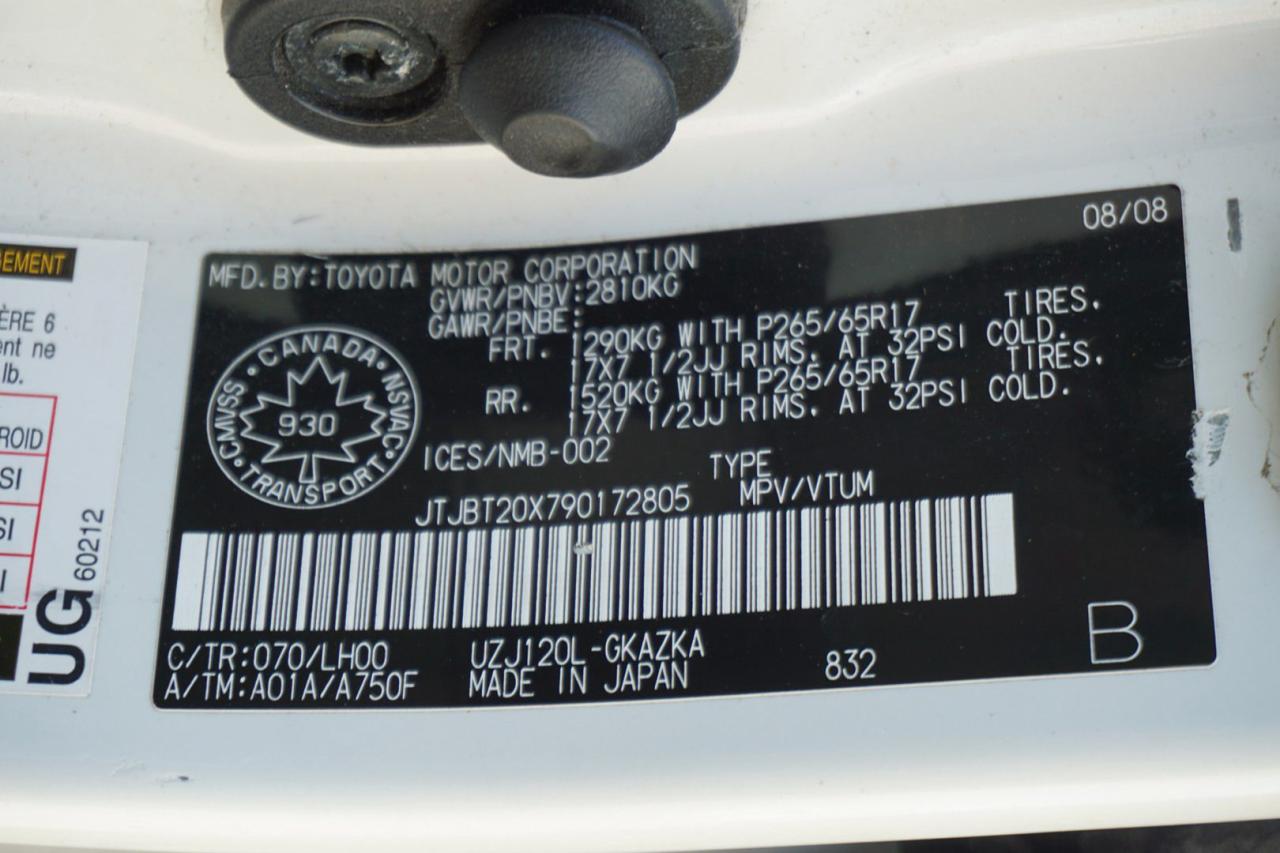 GEMENT
ÈRE 6
ent ne
lb.
ROID
SI
SI
I
UG
60212
08/08
MFD.BY:TOYOTA MOTOR CORPORATION
GVWR/PNBV:2810KG
GAWR/PNBE:
FRT. 1290KG WITH P265/65R17 TIRES.
17X7 1/2JJ RIMS. AT 32PSI COLD.
RR. 1520KG WITH P265/65R17 TIRES.
17X7 1/2JJ RIMS. AT 32PSI COLD.
CANADA · NSVAC · TRANSPORT · CMVSS ·
930
ICES/NMB-002
TYPE
JTJBT20X790172805 MPV/VTUM
C/TR:070/LH00 UZJ120L-GKAZKA
A/TM:A01A/A750F MADE IN JAPAN 832
B